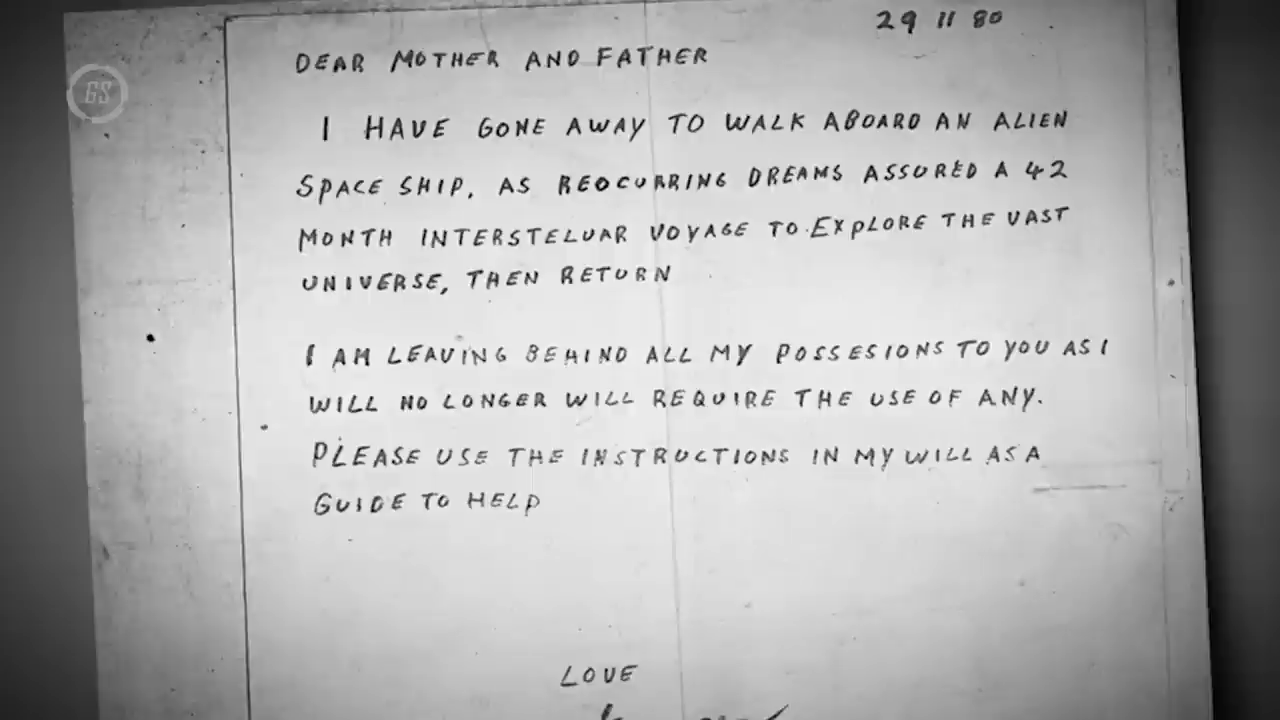 29 11 80
DEAR MOTHER AND FATHER
GS
I HAVE GONE AWAY TO WALK ABOARD AN ALIEN
SPACE SHIP, AS REOCURRING DREAMS ASSURED A 42
MONTH INTERSTELUAR VOYAGE TO EXPLORE THE VAST
UNIVERSE, THEN RETURN
I AM LEAVING BEHIND ALL MY POSSESIONS TO YOU AS I
WILL NO LONGER WILL REQUIRE THE USE OF ANY.
PLEASE USE THE INSTRUCTIONS IN MY WILL AS A
GUIDE TO HELP
LOVE